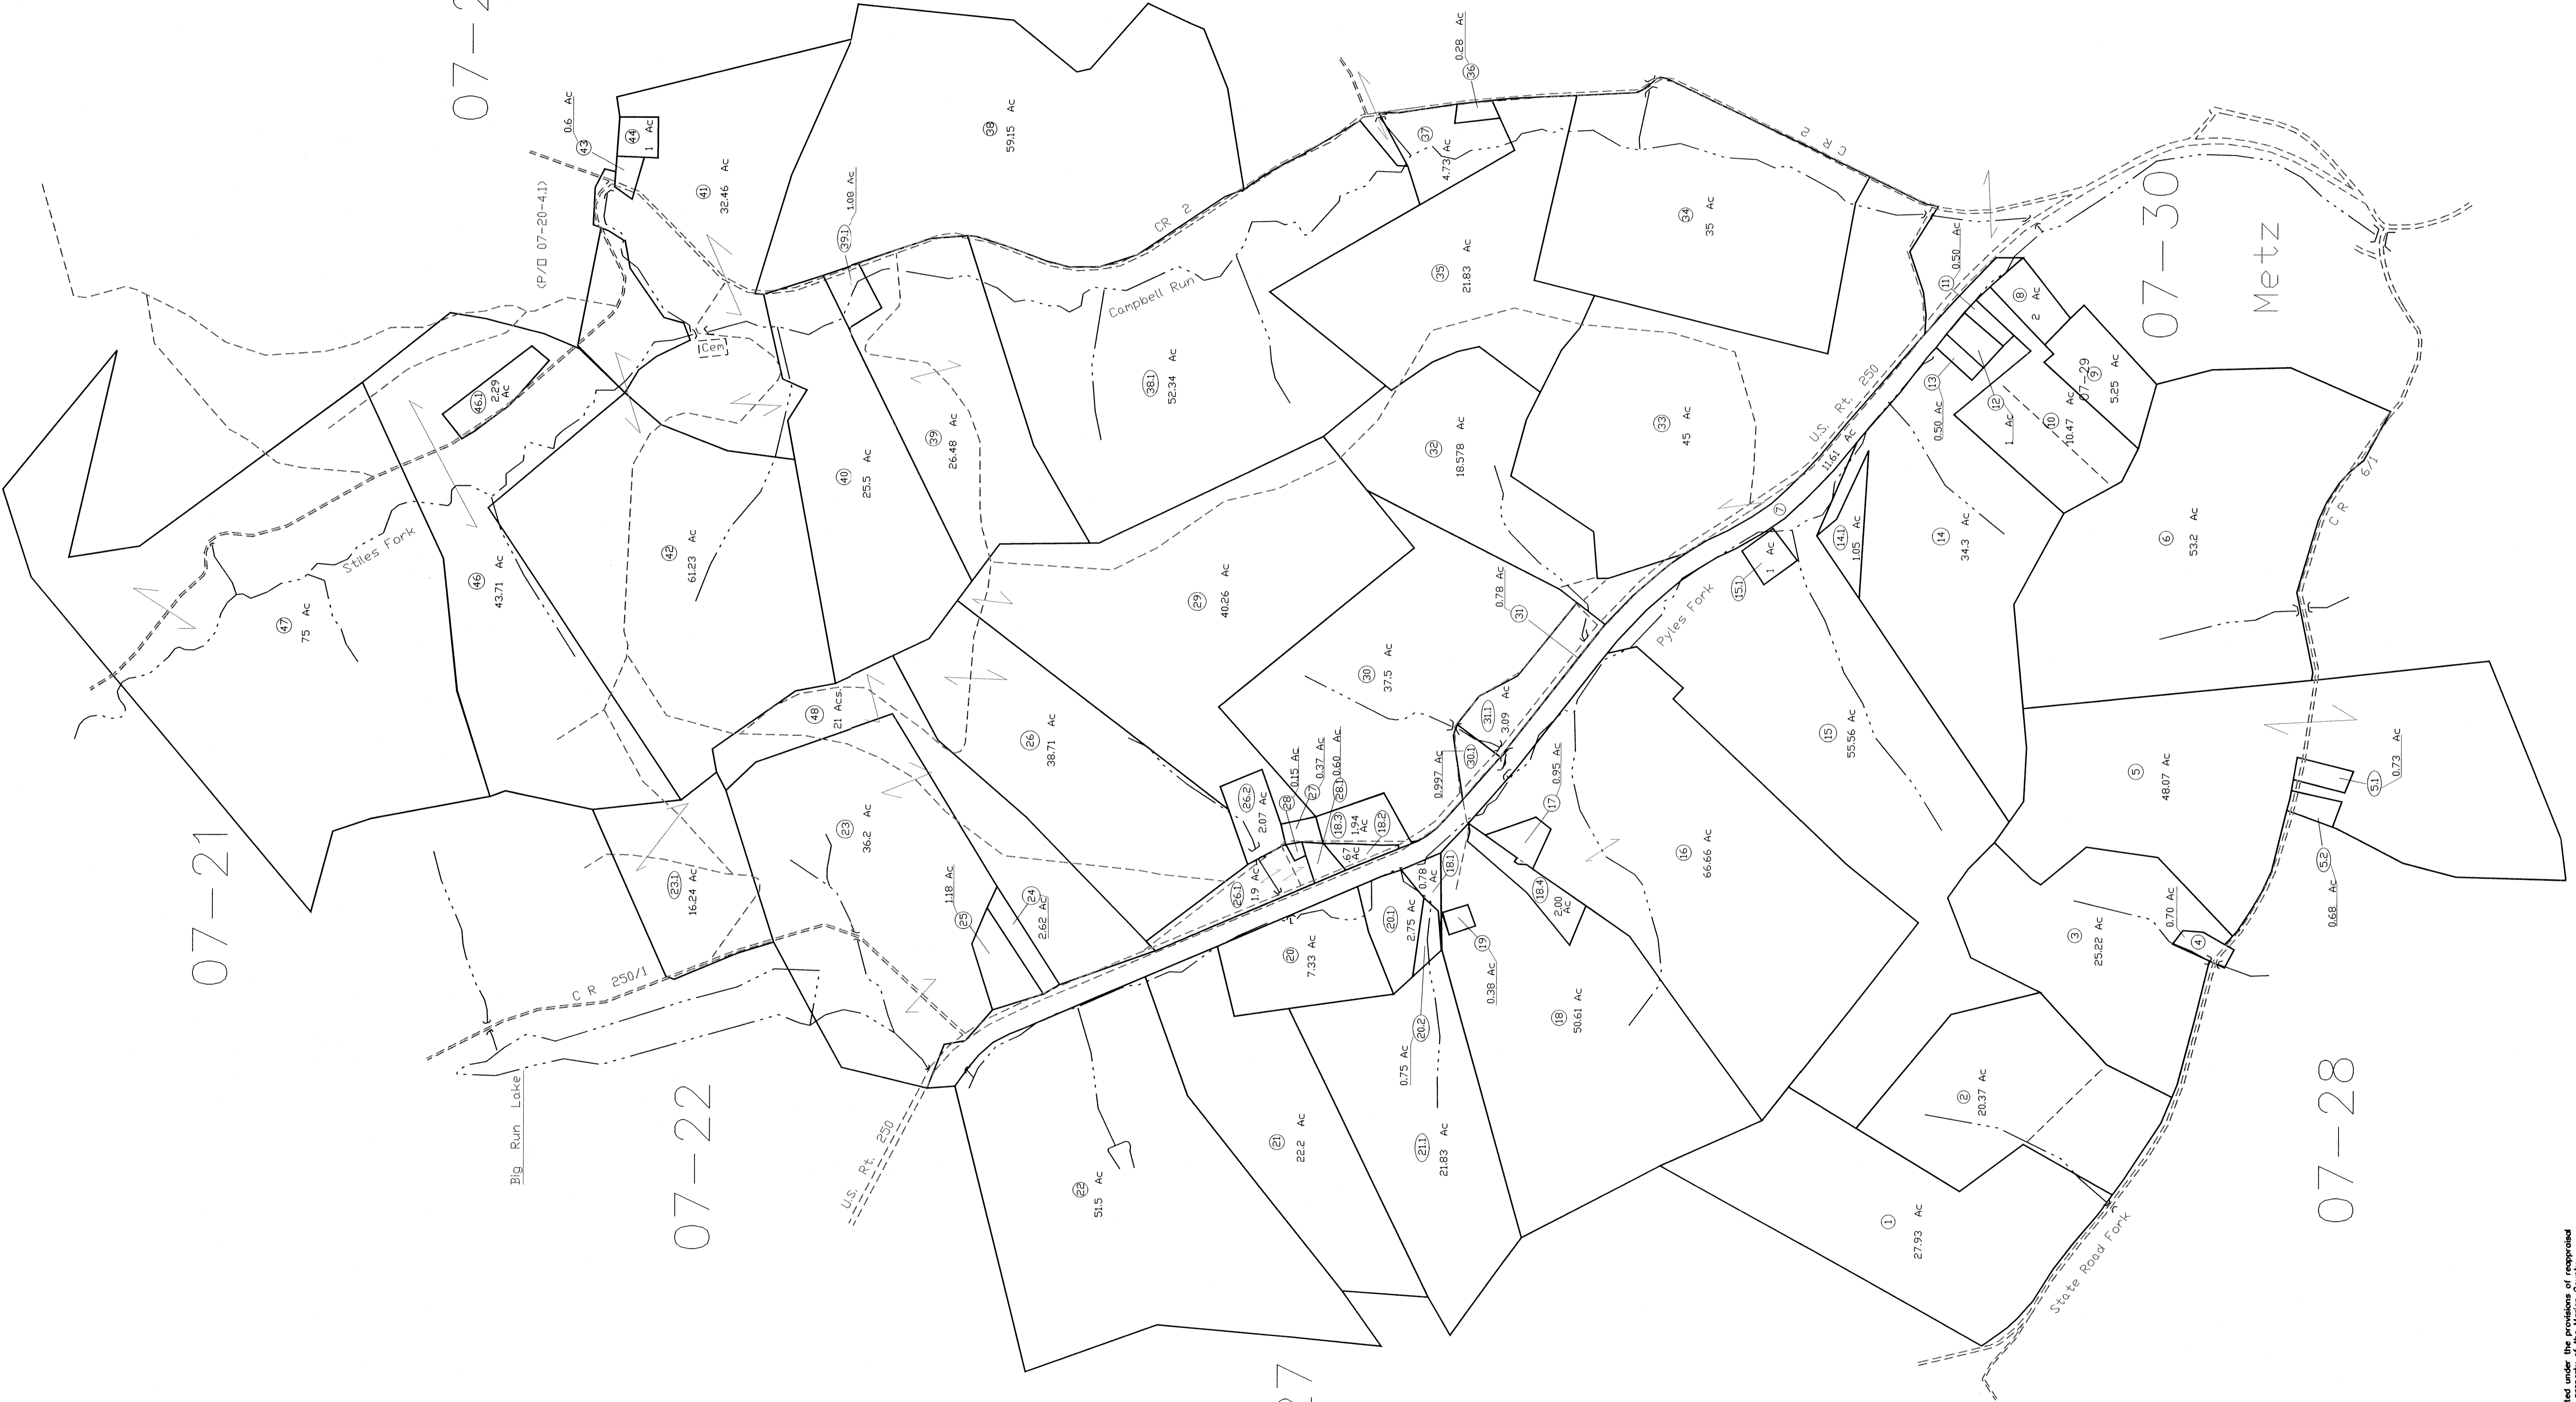 07-2
0.6 Ac
43
44
1 Ac
(P/O 07-20-4.1)
41
32.46 Ac
38
59.15 Ac
0.28 Ac
36
37
4.73 Ac
CR 2
39.1
1.08 Ac
CR 2
34
35 Ac
35
21.83 Ac
Campbell Run
Cem
46.1
2.29
Ac
38.1
52.34 Ac
39
26.48 Ac
40
25.5 Ac
32
18.578 Ac
33
45 Ac
U.S. Rt. 250
11.61 Ac
7
11
0.50 Ac
8
2 Ac
07-30
Metz
13
0.50 Ac
12
1 Ac
10
10.47 Ac
07-29
9
5.25 Ac
14.1
1.05 Ac
14
34.3 Ac
6
53.2 Ac
C R 6/1
Stiles Fork
46
43.71 Ac
42
61.23 Ac
47
75 Ac
29
40.26 Ac
0.78 Ac
31
Pyles Fork
15.1
1 Ac
30
37.5 Ac
31.1
3.09 Ac
30.1
0.997 Ac
48
21 Acs.
26
38.71 Ac
15
55.56 Ac
5
48.07 Ac
5.1
0.73 Ac
5.2
0.68 Ac
07-21
23
36.2 Ac
23.1
16.24 Ac
26.2
2.07 Ac
0.15 Ac
28
0.37 Ac
27
0.60 Ac
28.1
18.3
1.94
Ac
18.2
.67
Ac
26.1
1.9 Ac
17
0.95 Ac
16
66.66 Ac
18.4
2.00
Ac
18.1
0.78
Ac
1.18 Ac
25
24
2.62 Ac
20
7.33 Ac
20.1
2.75 Ac
19
0.38 Ac
20.2
0.75 Ac
18
50.61 Ac
3
25.22 Ac
0.70 Ac
4
C R 250/1
Big Run Lake
07-22
U.S. Rt. 250
22
51.5 Ac
21
22.2 Ac
21.1
21.83 Ac
2
20.37 Ac
1
27.93 Ac
State Road Fork
07-28
27
ted under the provisions of reappraisal